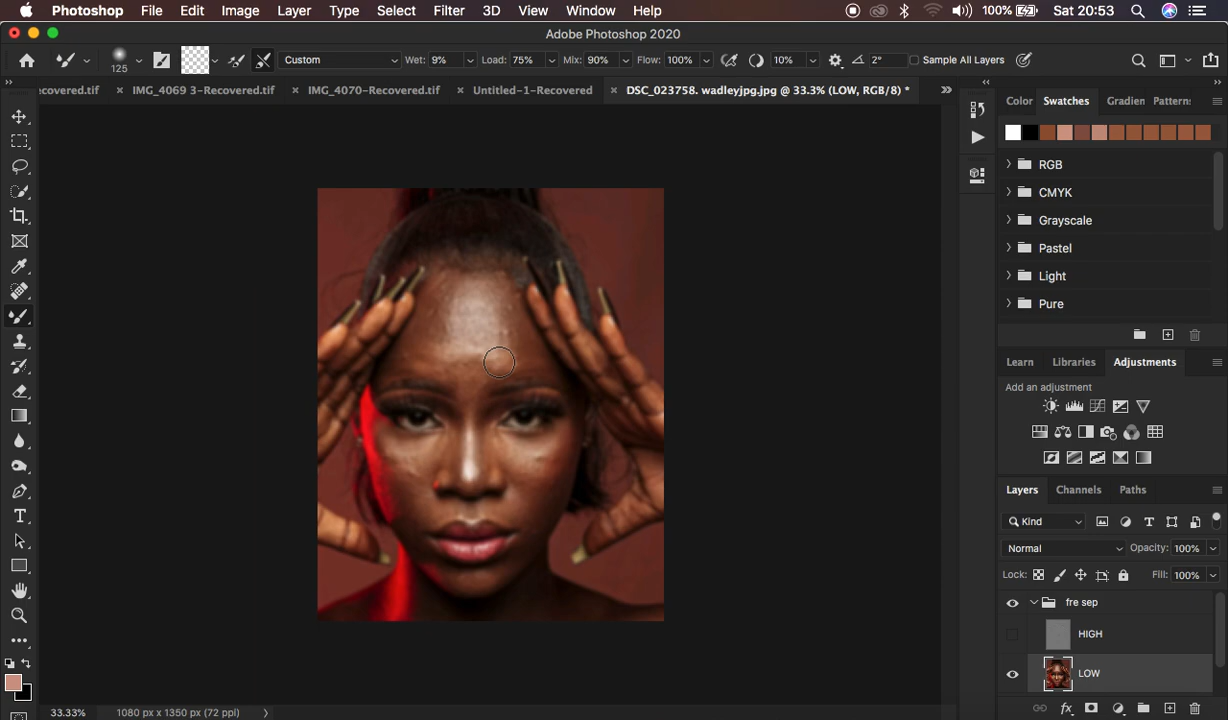 Photoshop File Edit Image Layer Type Select Filter 3D View Window Help 100% Sat 20:53
Adobe Photoshop 2020
125 Custom Wet: 9% Load: 75% Mix: 90% Flow: 100% 10% 2° Sample All Layers
ecovered.tif × IMG_4069 3-Recovered.tif × IMG_4070-Recovered.tif × Untitled-1-Recovered × DSC_023758. wadleyjpg.jpg @ 33.3% (LOW, RGB/8) *
Color Swatches Gradien Pattern:
RGB
CMYK
Grayscale
Pastel
Light
Pure
Learn Libraries Adjustments
Add an adjustment
Layers Channels Paths
Kind
Normal Opacity: 100%
Lock: Fill: 100%
fre sep
HIGH
LOW
33.33% 1080 px x 1350 px (72 ppi)